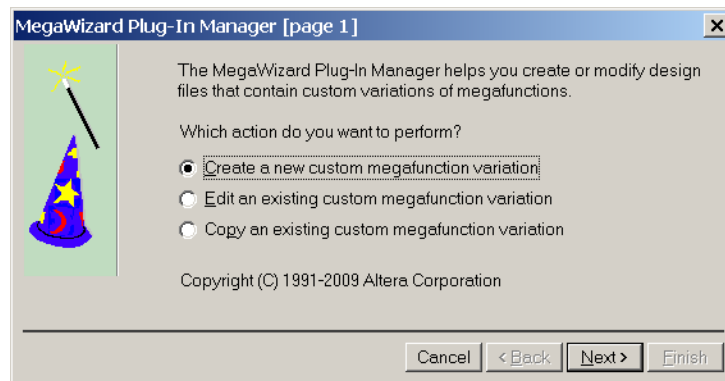 MegaWizard Plug-In Manager [page 1]
The MegaWizard Plug-In Manager helps you create or modify design
files that contain custom variations of megafunctions.
Which action do you want to perform?
Create a new custom megafunction variation
Edit an existing custom megafunction variation
Copy an existing custom megafunction variation
Copyright (C) 1991-2009 Altera Corporation
Cancel < Back Next > Finish